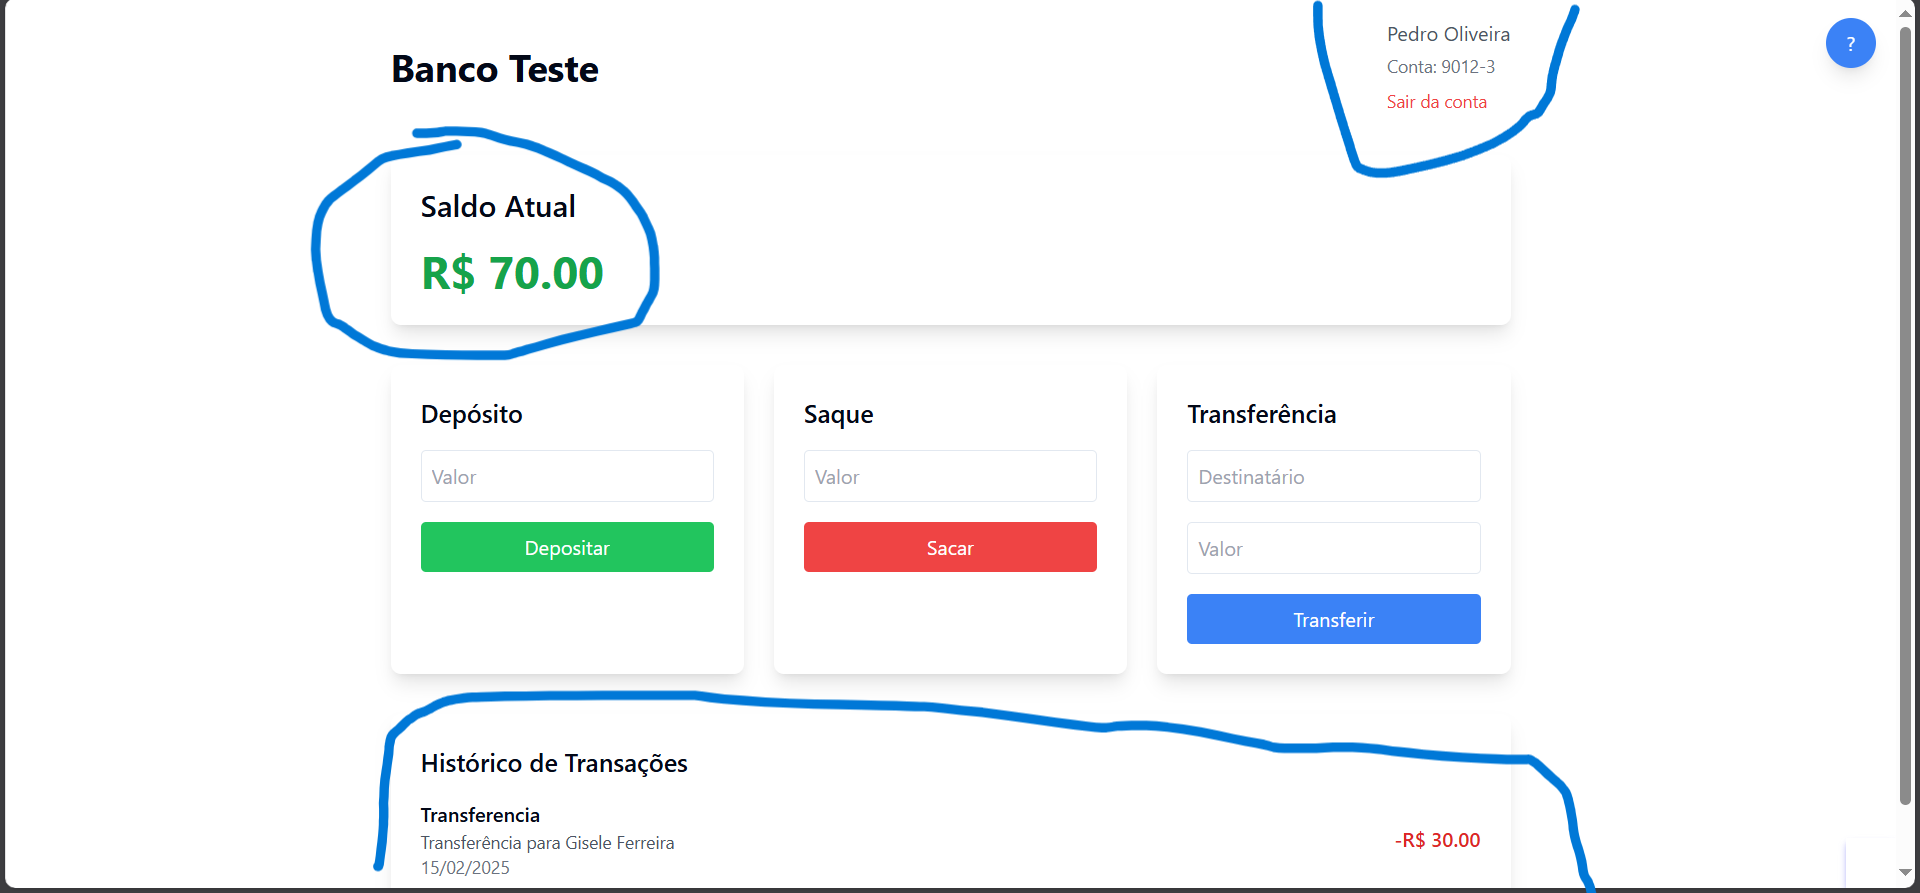 Banco Teste
Pedro Oliveira
Conta: 9012-3
Sair da conta
?
Saldo Atual
R$ 70.00
Depósito
Valor
Depositar
Saque
Valor
Sacar
Transferência
Destinatário
Valor
Transferir
Histórico de Transações
Transferencia
Transferência para Gisele Ferreira
15/02/2025
-R$ 30.00